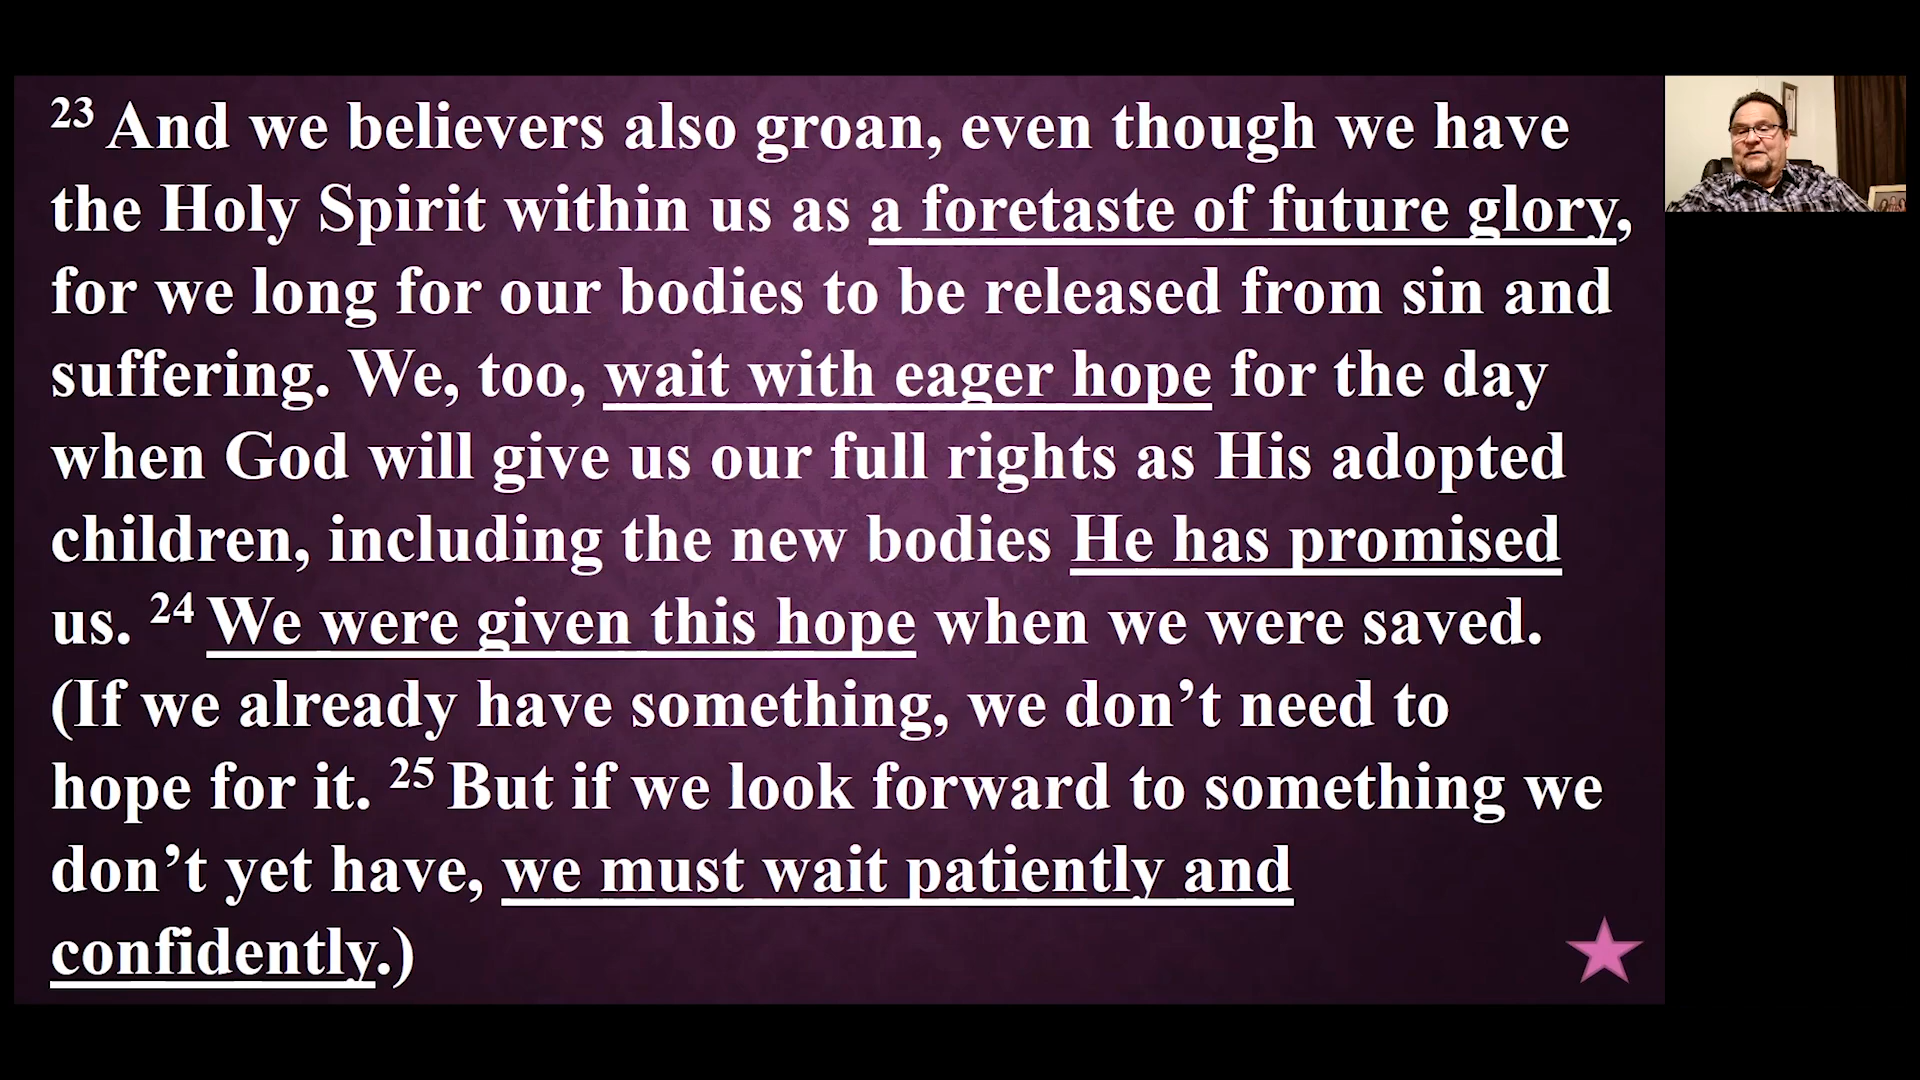 23 And we believers also groan, even though we have
the Holy Spirit within us as a foretaste of future glory,
for we long for our bodies to be released from sin and
suffering. We, too, wait with eager hope for the day
when God will give us our full rights as His adopted
children, including the new bodies He has promised
us. 24 We were given this hope when we were saved.
(If we already have something, we don’t need to
hope for it. 25 But if we look forward to something we
don’t yet have, we must wait patiently and
confidently.)